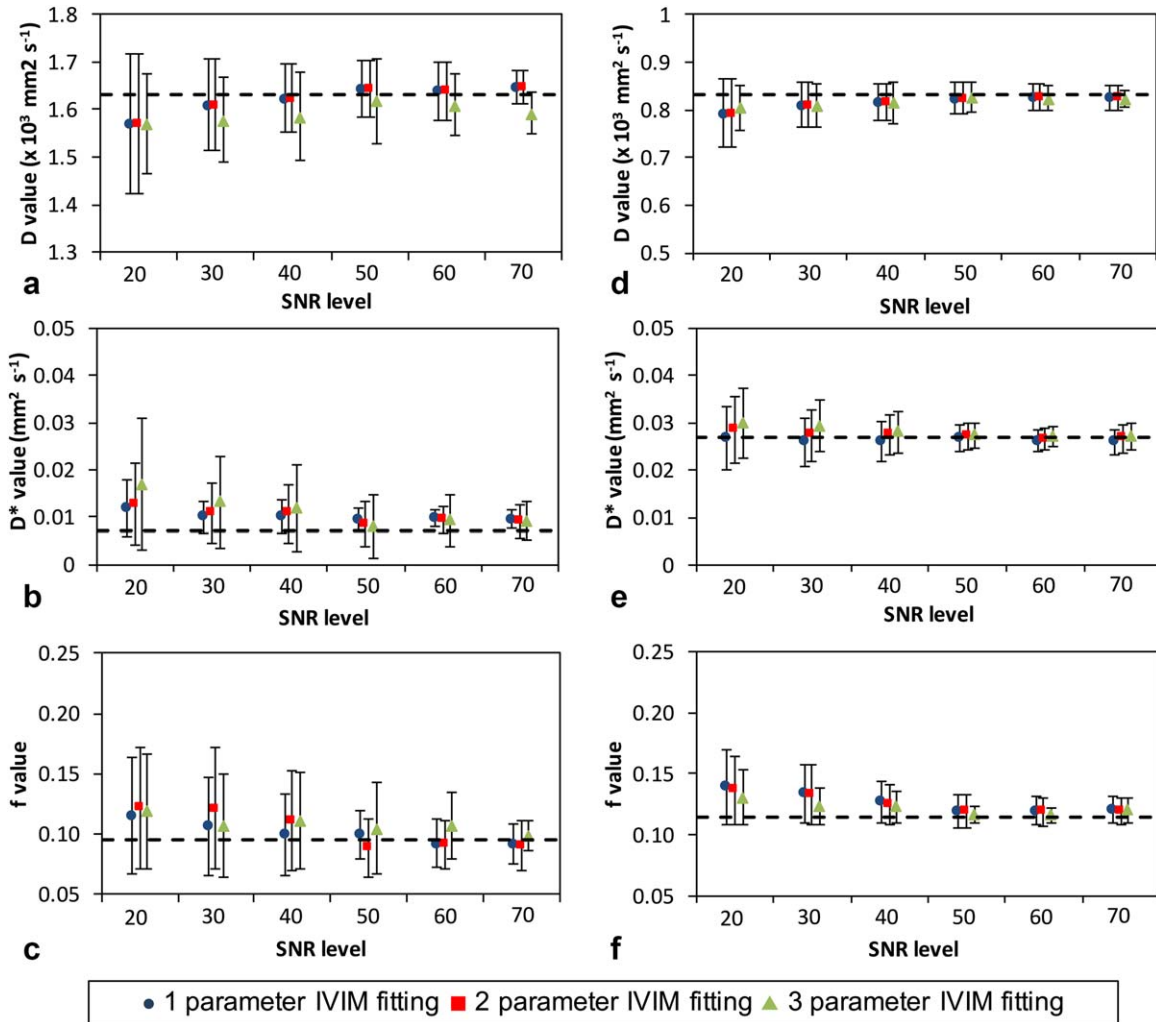 D value (x 10³ mm2 s⁻¹)
1.8
1.7
1.6
1.5
1.4
1.3
20 30 40 50 60 70
SNR level
a
D value (x 10³ mm² s⁻¹)
1
0.9
0.8
0.7
0.6
0.5
20 30 40 50 60 70
SNR level
d
D* value (mm² s⁻¹)
0.05
0.04
0.03
0.02
0.01
0
20 30 40 50 60 70
SNR level
b
D* value (mm² s⁻¹)
0.05
0.04
0.03
0.02
0.01
0
20 30 40 50 60 70
SNR level
e
f value
0.25
0.20
0.15
0.10
0.05
20 30 40 50 60 70
SNR level
c
f value
0.25
0.20
0.15
0.10
0.05
20 30 40 50 60 70
SNR level
f
1 parameter IVIM fitting 2 parameter IVIM fitting 3 parameter IVIM fitting